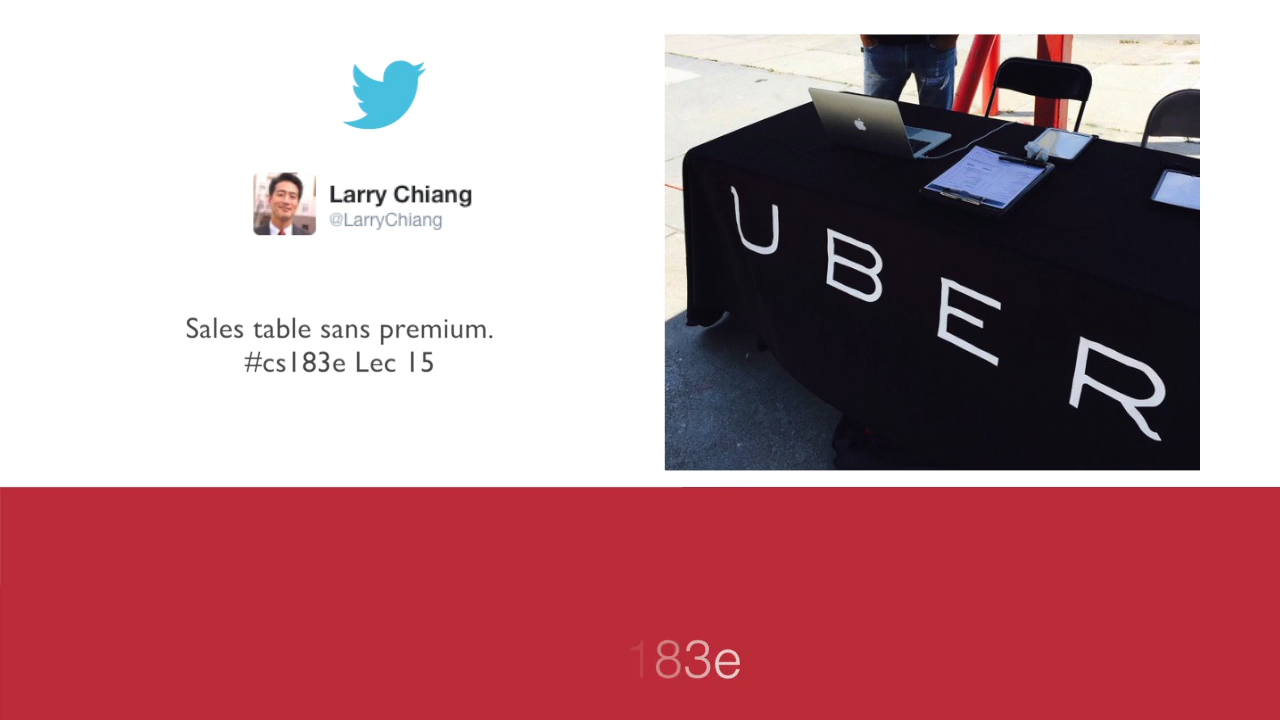 Larry Chiang
@LarryChiang
Sales table sans premium.
#cs183e Lec 15
UBER
183e